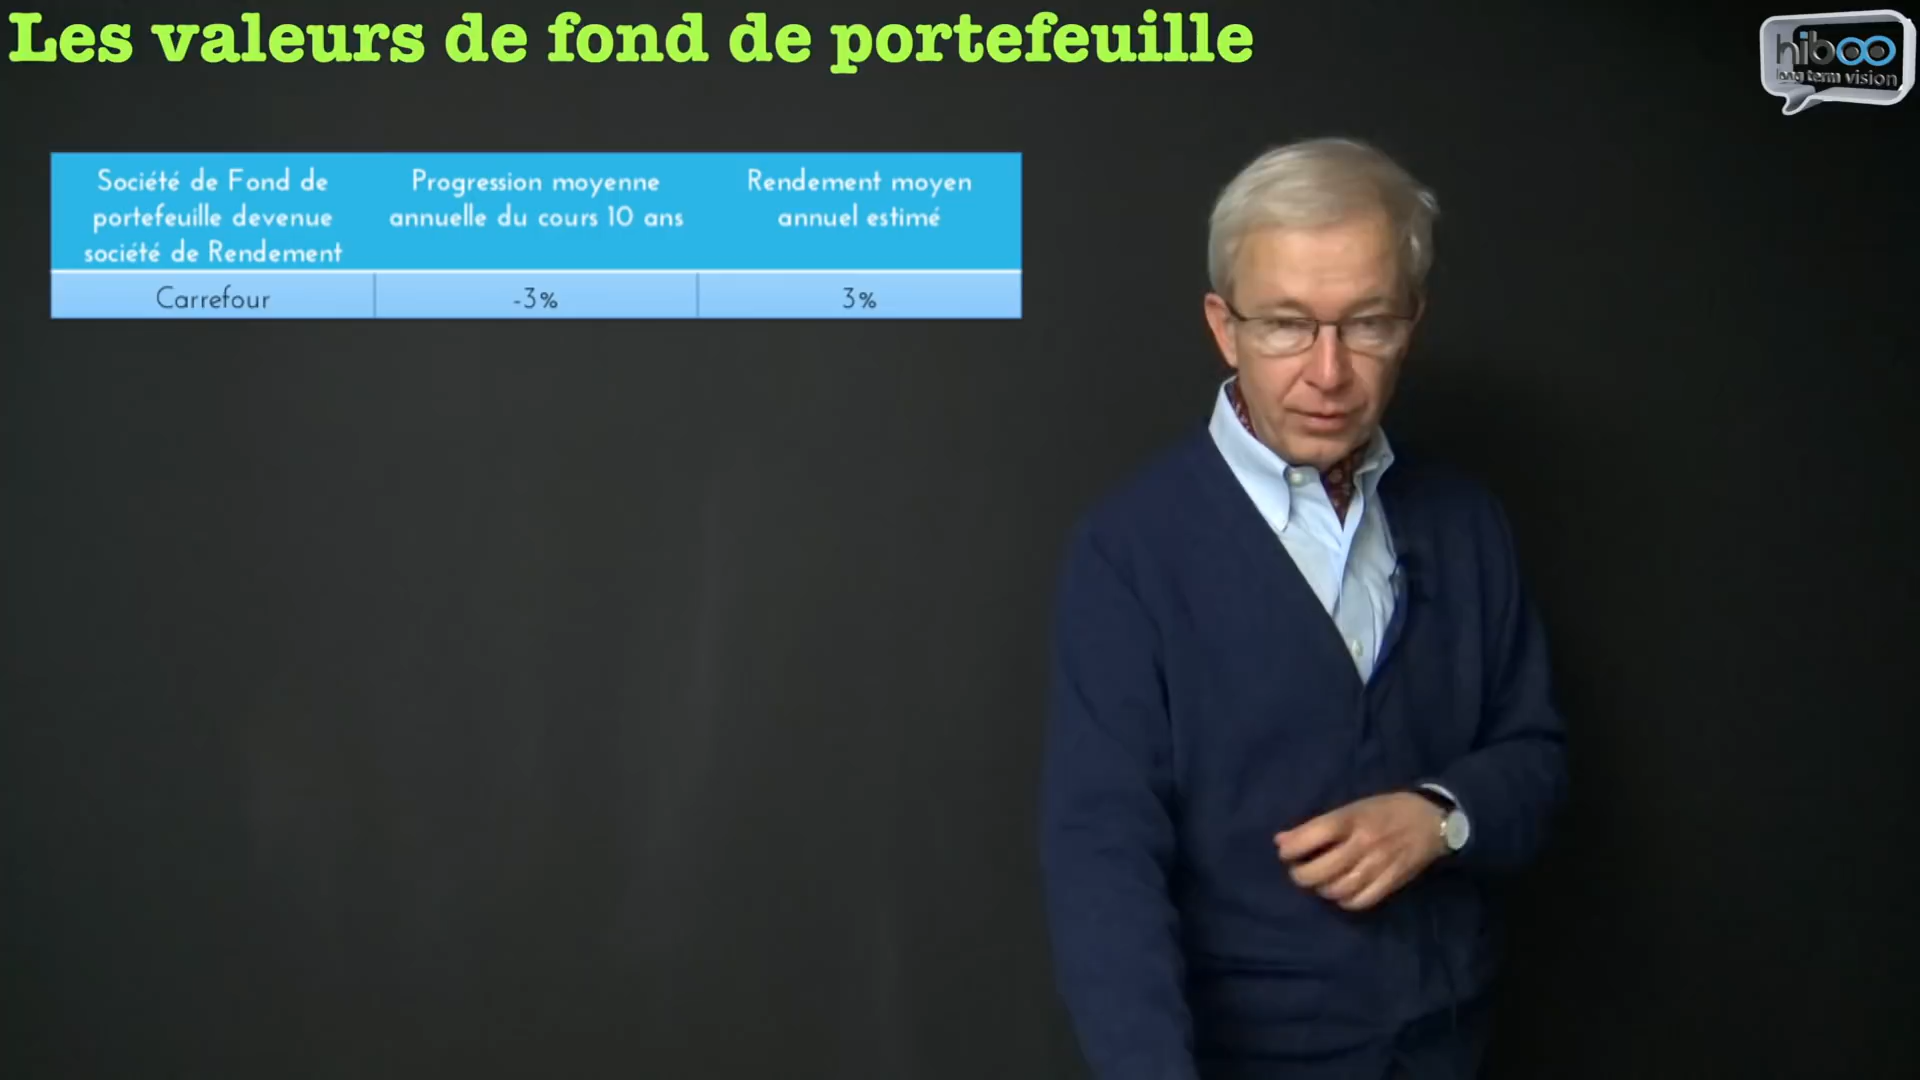 Les valeurs de fond de portefeuille
hiboo
long term vision
Société de Fond de
portefeuille devenue
société de Rendement
Progression moyenne
annuelle du cours 10 ans
Rendement moyen
annuel estimé
Carrefour
-3%
3%